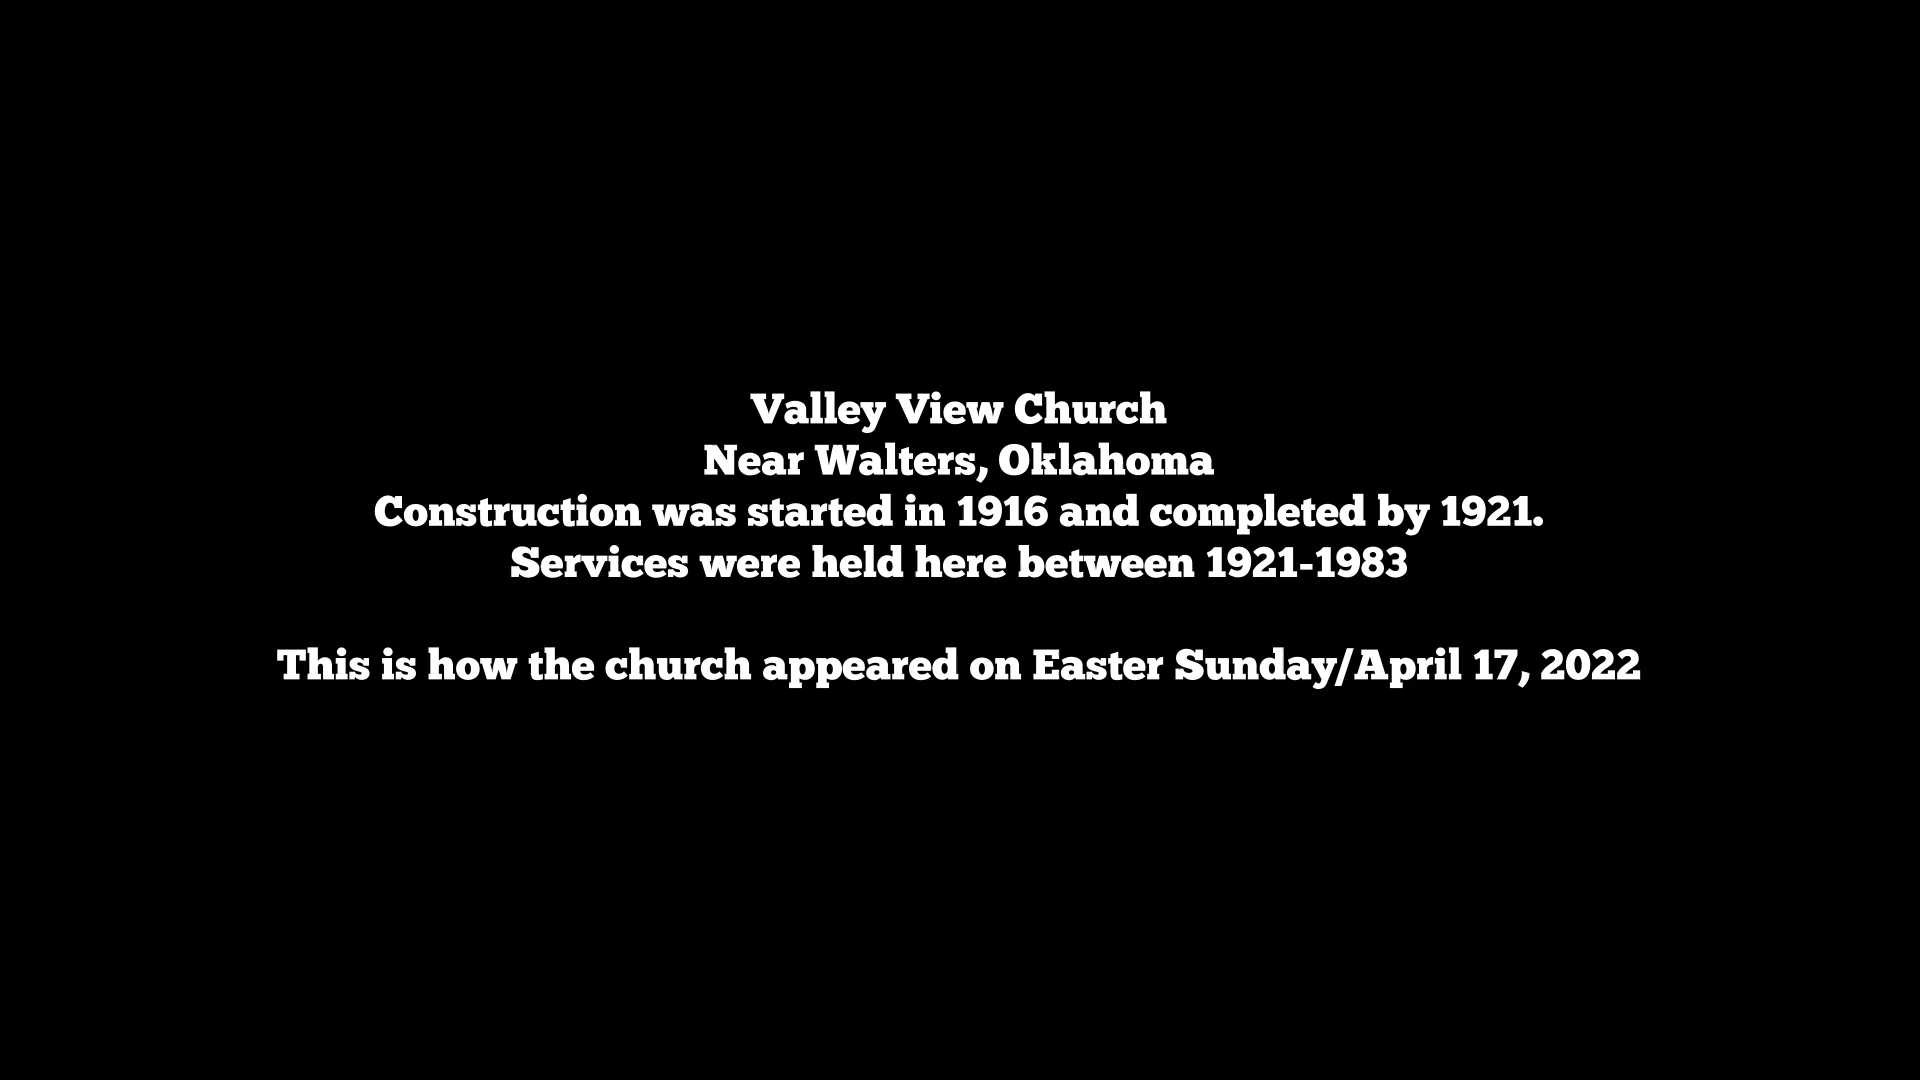 Valley View Church
Near Walters, Oklahoma
Construction was started in 1916 and completed by 1921.
Services were held here between 1921-1983
This is how the church appeared on Easter Sunday/April 17, 2022